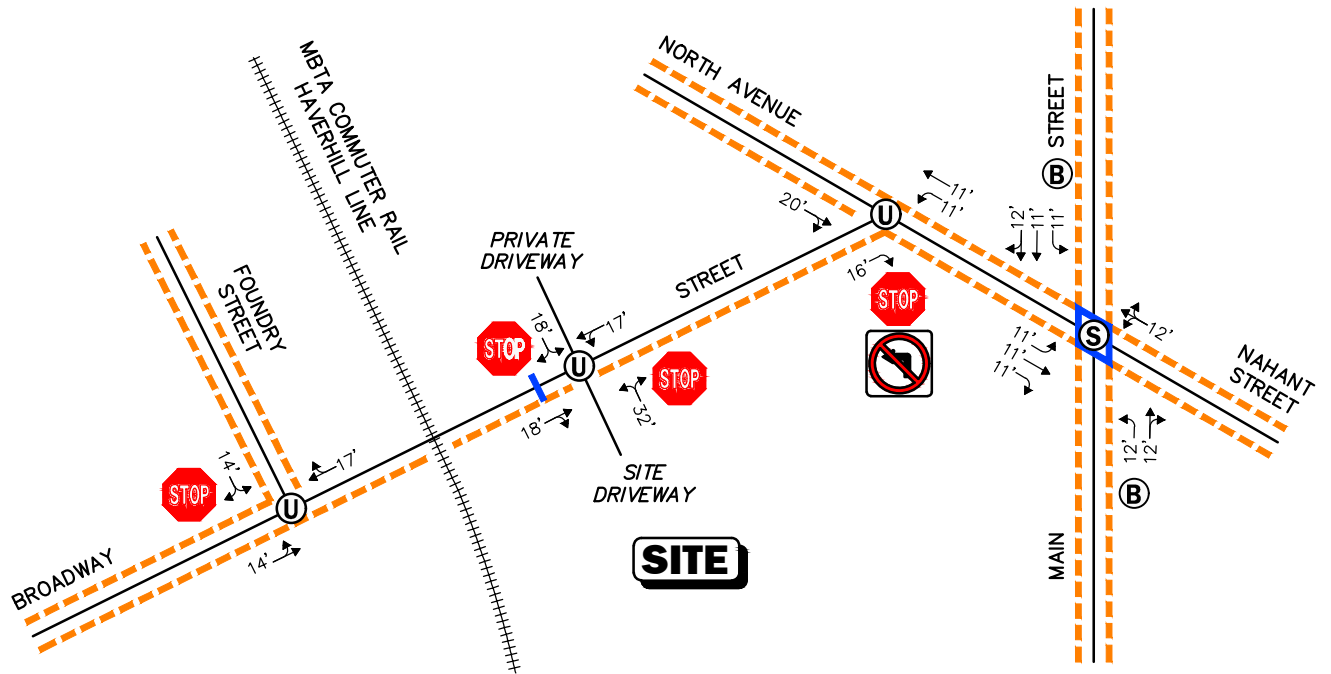 MBTA COMMUTER RAIL
HAVERHILL LINE
NORTH AVENUE
STREET
B
11'
11'
12'
11'
11'
20'
U
PRIVATE
DRIVEWAY
STREET
16'
STOP
FOUNDRY
STREET
STOP
18'
17'
U
STOP
18'
32'
S
12'
11'
11'
11'
NAHANT
STREET
12'
12'
B
SITE
DRIVEWAY
STOP
14'
17'
U
14'
SITE
MAIN
BROADWAY